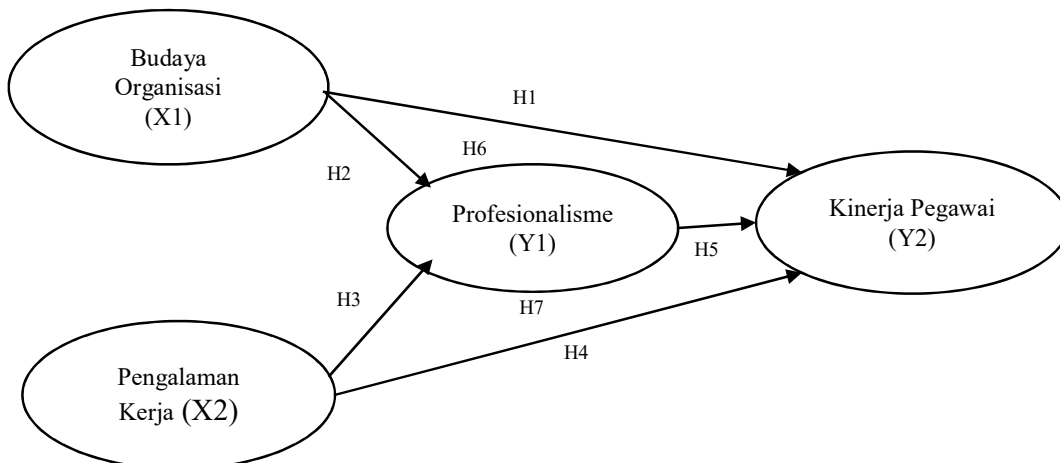 Budaya
Organisasi
(X1)
H1
H2
H6
Profesionalisme
(Y1)
Kinerja Pegawai
(Y2)
H5
H3
H7
H4
Pengalaman
Kerja (X2)